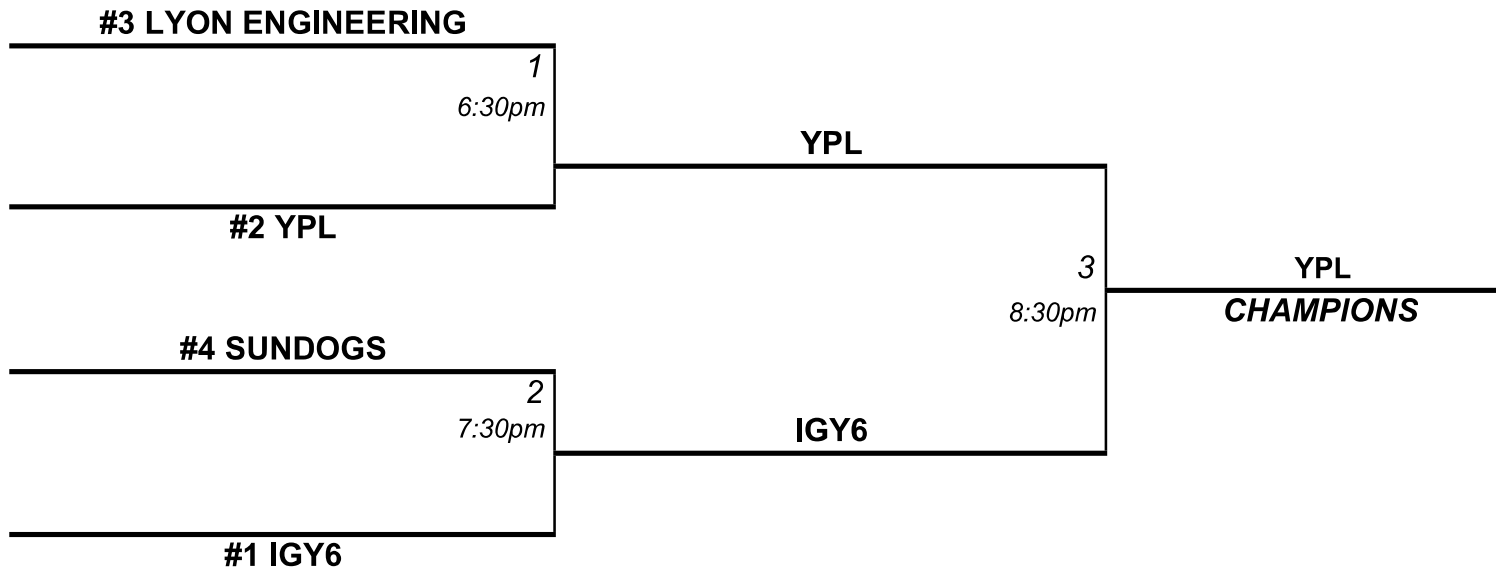 #3 LYON ENGINEERING
1
6:30pm
#2 YPL
YPL
#4 SUNDOGS
2
7:30pm
#1 IGY6
IGY6
3
8:30pm
YPL
CHAMPIONS